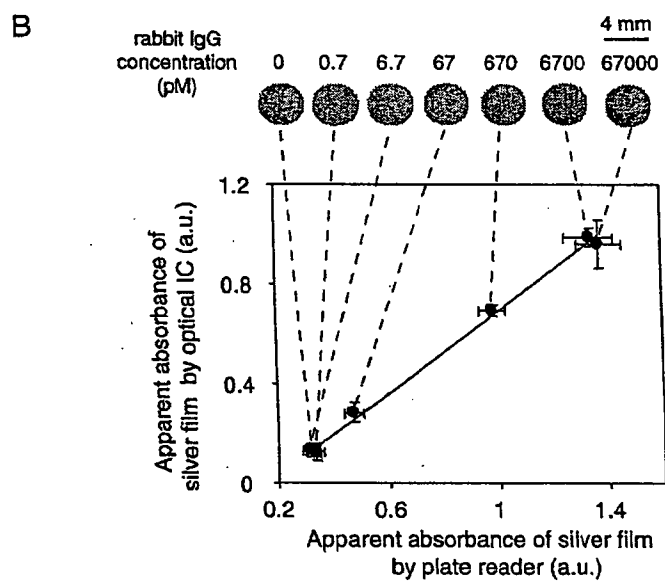 B
4 mm
rabbit IgG
concentration
(pM)
0 0.7 6.7 67 670 6700 67000
Apparent absorbance of
silver film by optical IC (a.u.)
1.2
0.8
0.4
0
0.2 0.6 1 1.4
Apparent absorbance of silver film
by plate reader (a.u.)